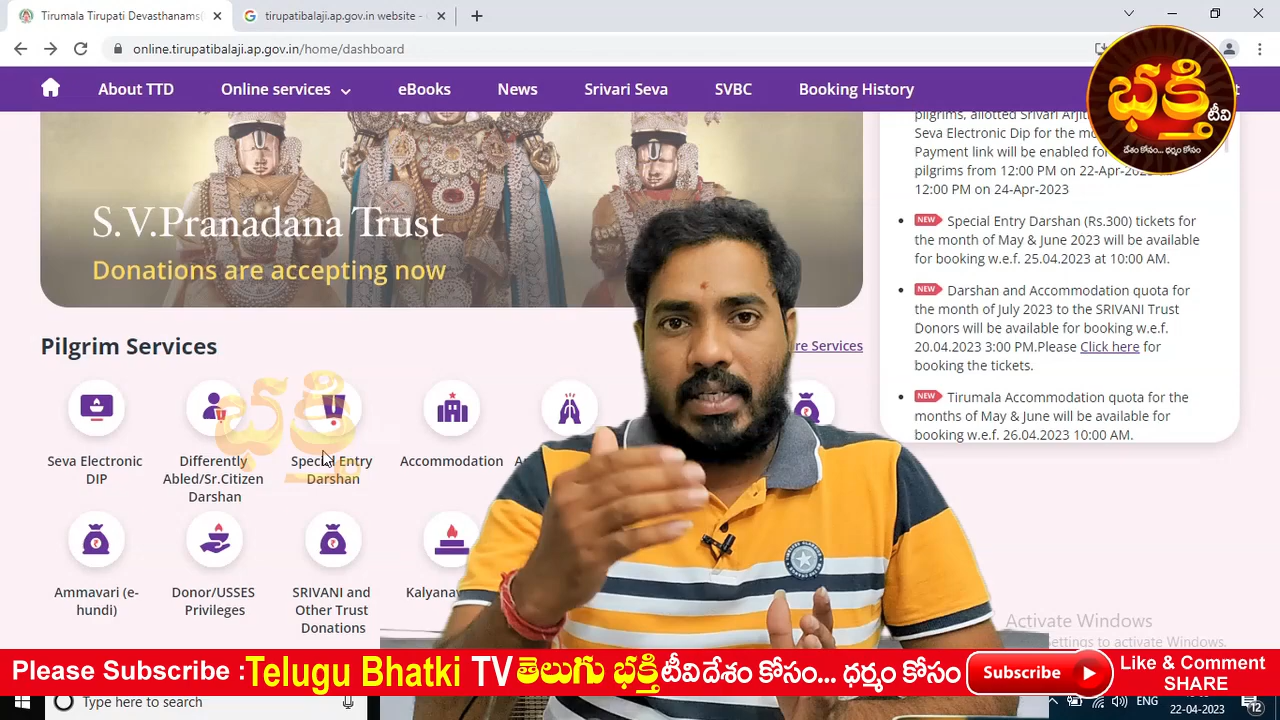 Tirumala Tirupati Devasthanams(
tirupatibalaji.ap.gov.in website -
online.tirupatibalaji.ap.gov.in/home/dashboard
About TTD
Online services
eBooks
News
Srivari Seva
SVBC
Booking History
భక్తి
టీవి
దేశం కోసం... ధర్మం కోసం
S.V.Pranadana Trust
Donations are accepting now
pilgrims, allotted Srivari
Seva Electronic Dip for the
Payment link will be enabled for
pilgrims from 12:00 PM on
12:00 PM on 24-Apr-2023
NEW Special Entry Darshan (Rs.300) tickets for
the month of May & June 2023 will be available
for booking w.e.f. 25.04.2023 at 10:00 AM.
NEW Darshan and Accommodation quota for
the month of July 2023 to the SRIVANI Trust
Donors will be available for booking w.e.f.
20.04.2023 3:00 PM.Please Click here for
booking the tickets.
NEW Tirumala Accommodation quota for the
months of May & June will be available for
booking w.e.f. 26.04.2023 10:00 AM.
Pilgrim Services
Services
భక్తి
Seva Electronic
DIP
Differently
Abled/Sr.Citizen
Darshan
Special Entry
Darshan
Accommodation
Ammavari (e-
hundi)
Donor/USSES
Privileges
SRIVANI and
Other Trust
Donations
Activate Windows
Settings to activate Windows.
Please Subscribe :Telugu Bhatki TV తెలుగు భక్తి టీవి దేశం కోసం... ధర్మం కోసం
Subscribe
Like & Comment
SHARE
Type here to search
ENG
22-04-2023
12